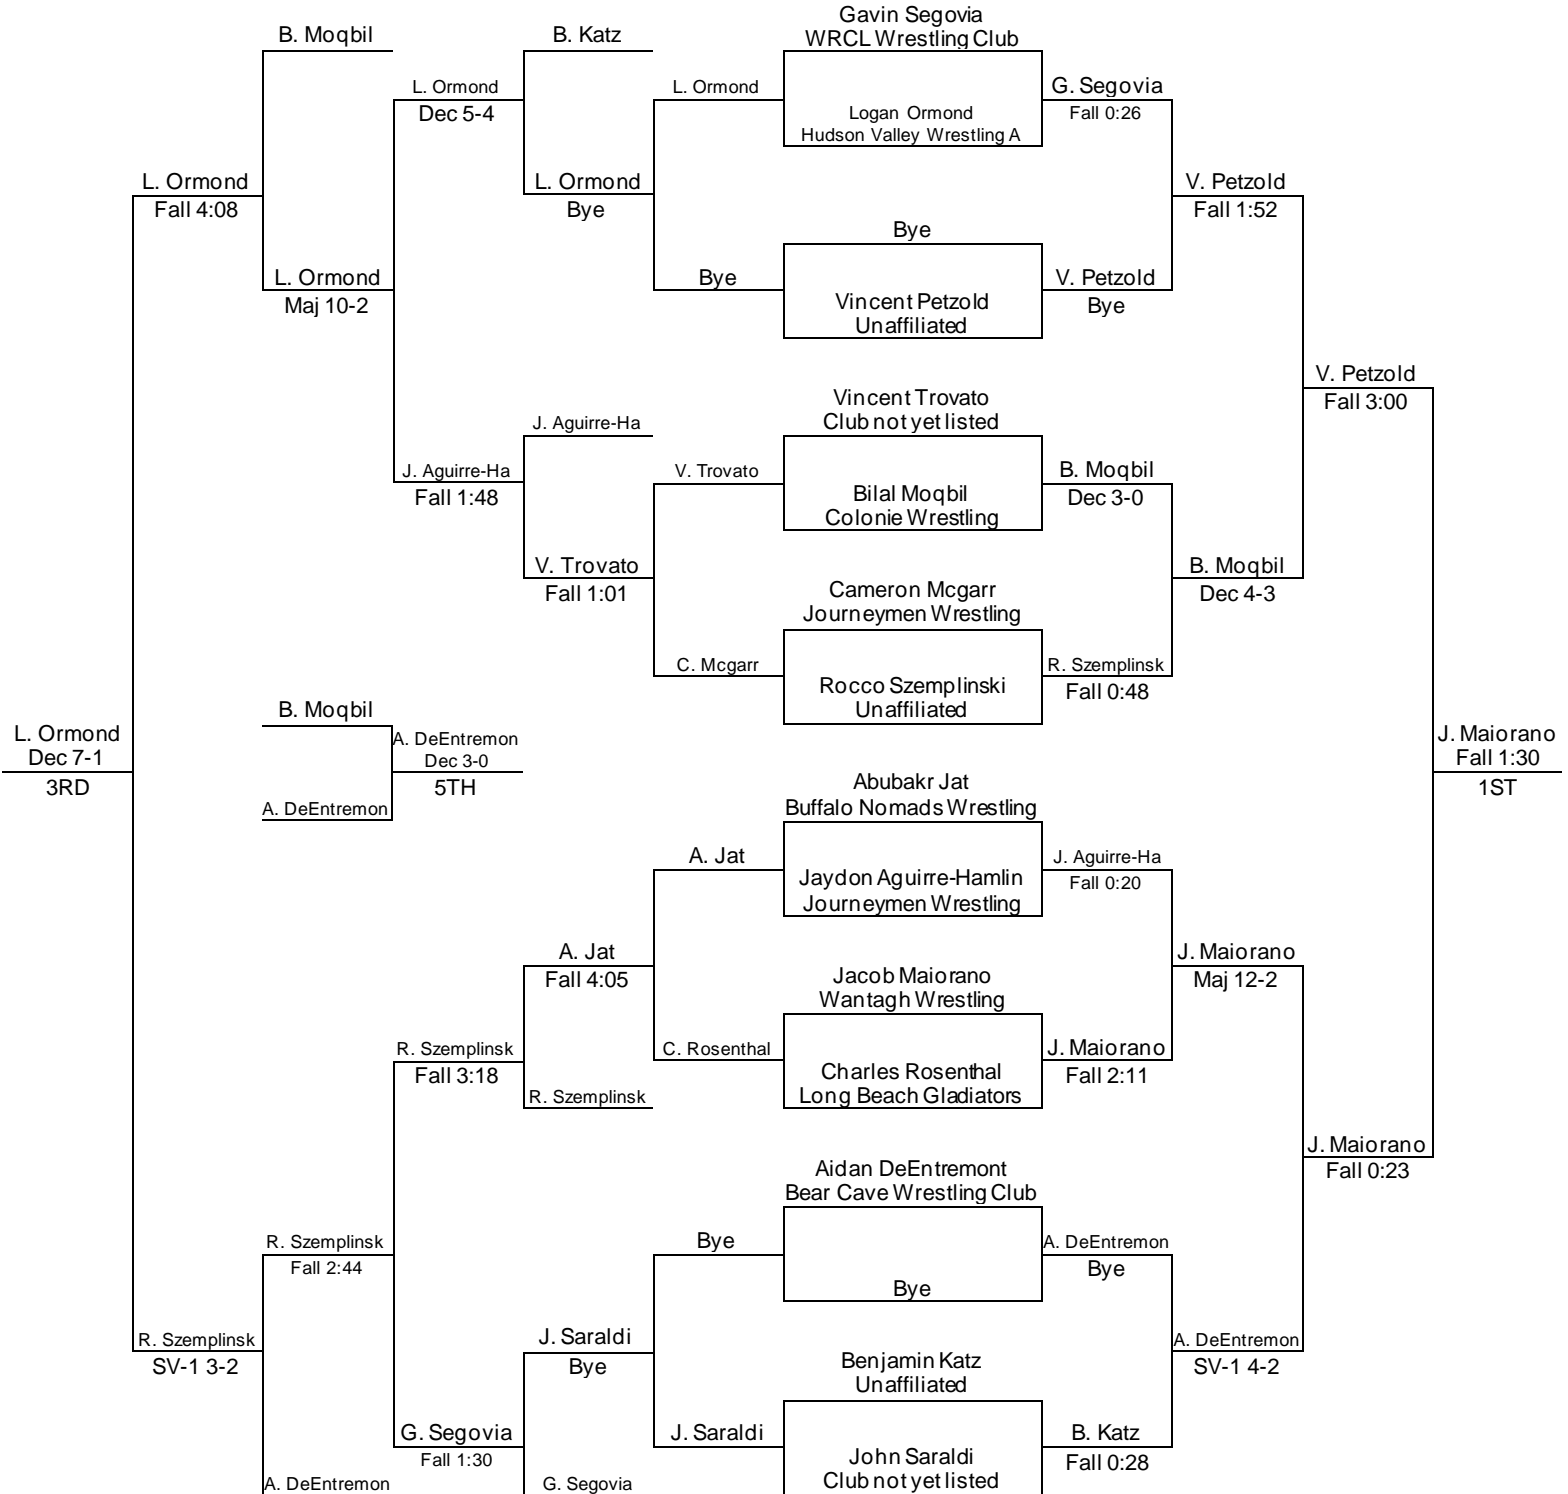 Gavin Segovia
WRCL Wrestling Club
B. Moqbil
B. Katz
L. Ormond
Dec 5-4
L. Ormond
G. Segovia
Fall 0:26
Logan Ormond
Hudson Valley Wrestling A
L. Ormond
Fall 4:08
L. Ormond
Bye
V. Petzold
Fall 1:52
Bye
L. Ormond
Maj 10-2
Bye
V. Petzold
Bye
Vincent Petzold
Unaffiliated
V. Petzold
Fall 3:00
Vincent Trovato
Club not yet listed
J. Aguirre-Ha
J. Aguirre-Ha
Fall 1:48
V. Trovato
B. Moqbil
Dec 3-0
Bilal Moqbil
Colonie Wrestling
V. Trovato
Fall 1:01
B. Moqbil
Dec 4-3
Cameron Mcgarr
Journeymen Wrestling
C. Mcgarr
R. Szemplinsk
Fall 0:48
Rocco Szemplinski
Unaffiliated
B. Moqbil
L. Ormond
Dec 7-1
3RD
A. DeEntremon
Dec 3-0
5TH
A. DeEntremon
J. Maiorano
Fall 1:30
1ST
Abubakr Jat
Buffalo Nomads Wrestling
A. Jat
J. Aguirre-Ha
Fall 0:20
Jaydon Aguirre-Hamlin
Journeymen Wrestling
A. Jat
Fall 4:05
J. Maiorano
Maj 12-2
Jacob Maiorano
Wantagh Wrestling
R. Szemplinsk
Fall 3:18
C. Rosenthal
J. Maiorano
Fall 2:11
Charles Rosenthal
Long Beach Gladiators
R. Szemplinsk
J. Maiorano
Fall 0:23
Aidan DeEntremont
Bear Cave Wrestling Club
R. Szemplinsk
Fall 2:44
Bye
A. DeEntremon
Bye
Bye
R. Szemplinsk
SV-1 3-2
J. Saraldi
Bye
A. DeEntremon
SV-1 4-2
Benjamin Katz
Unaffiliated
G. Segovia
Fall 1:30
J. Saraldi
B. Katz
Fall 0:28
John Saraldi
Club not yet listed
A. DeEntremon
G. Segovia